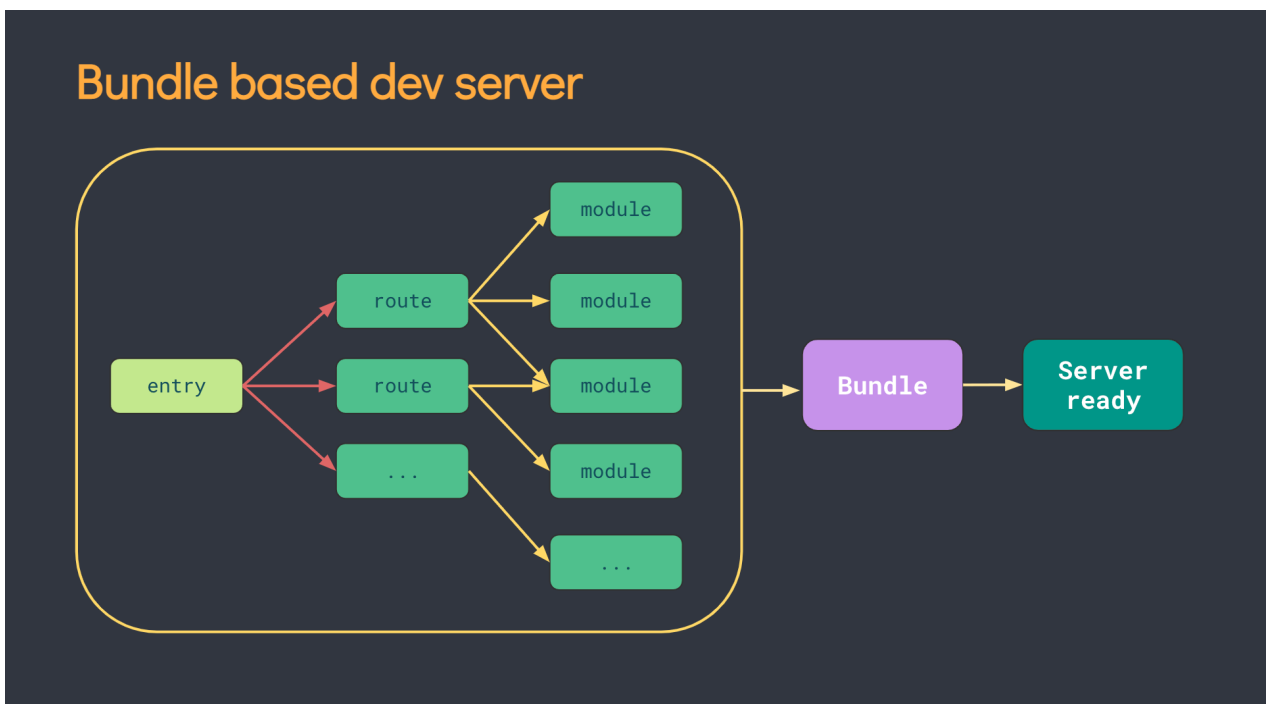 Bundle based dev server
entry
route
route
...
module
module
module
module
...
Bundle
Server
ready